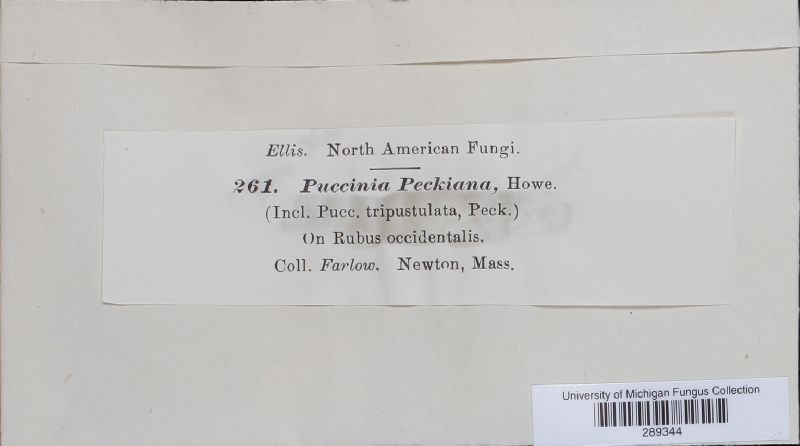 Ellis. North American Fungi.
261. Puccinia Peckiana, Howe.
(Incl. Pucc. tripustulata, Peck.)
On Rubus occidentalis.
Coll. Farlow. Newton, Mass.
University of Michigan Fungus Collection
289344